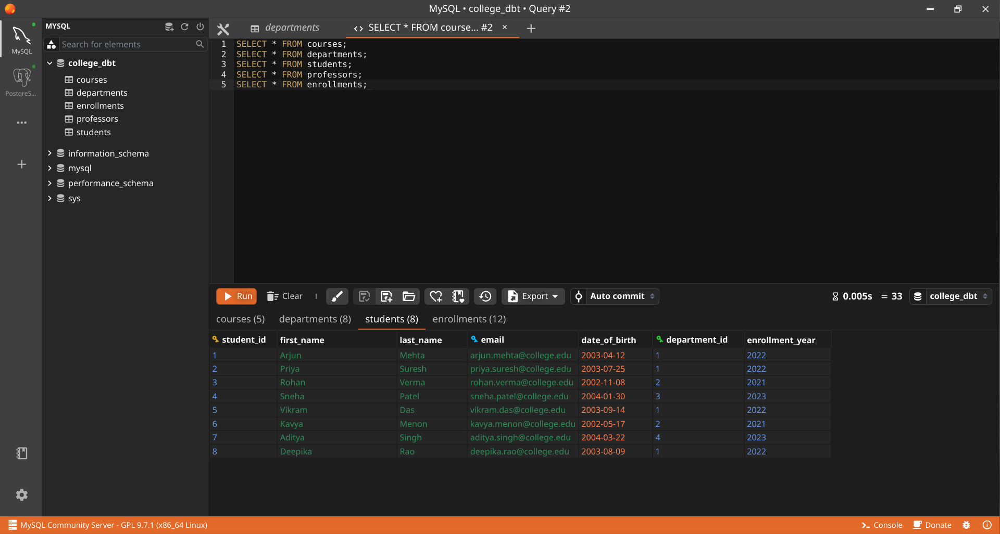 MySQL • college_dbt • Query #2
MySQL
PostgreS...
MYSQL
Search for elements
college_dbt
courses
departments
enrollments
professors
students
information_schema
mysql
performance_schema
sys
departments
SELECT * FROM course... #2
1 SELECT * FROM courses;
2 SELECT * FROM departments;
3 SELECT * FROM students;
4 SELECT * FROM professors;
5 SELECT * FROM enrollments;
Run Clear Export Auto commit 0.005s = 33 college_dbt
courses (5) departments (8) students (8) enrollments (12)
student_id first_name last_name email date_of_birth department_id enrollment_year
1 Arjun Mehta arjun.mehta@college.edu 2003-04-12 1 2022
2 Priya Suresh priya.suresh@college.edu 2003-07-25 1 2022
3 Rohan Verma rohan.verma@college.edu 2002-11-08 2 2021
4 Sneha Patel sneha.patel@college.edu 2004-01-30 3 2023
5 Vikram Das vikram.das@college.edu 2003-09-14 1 2022
6 Kavya Menon kavya.menon@college.edu 2002-05-17 2 2021
7 Aditya Singh aditya.singh@college.edu 2004-03-22 4 2023
8 Deepika Rao deepika.rao@college.edu 2003-08-09 1 2022
MySQL Community Server - GPL 9.7.1 (x86_64 Linux)
Console Donate